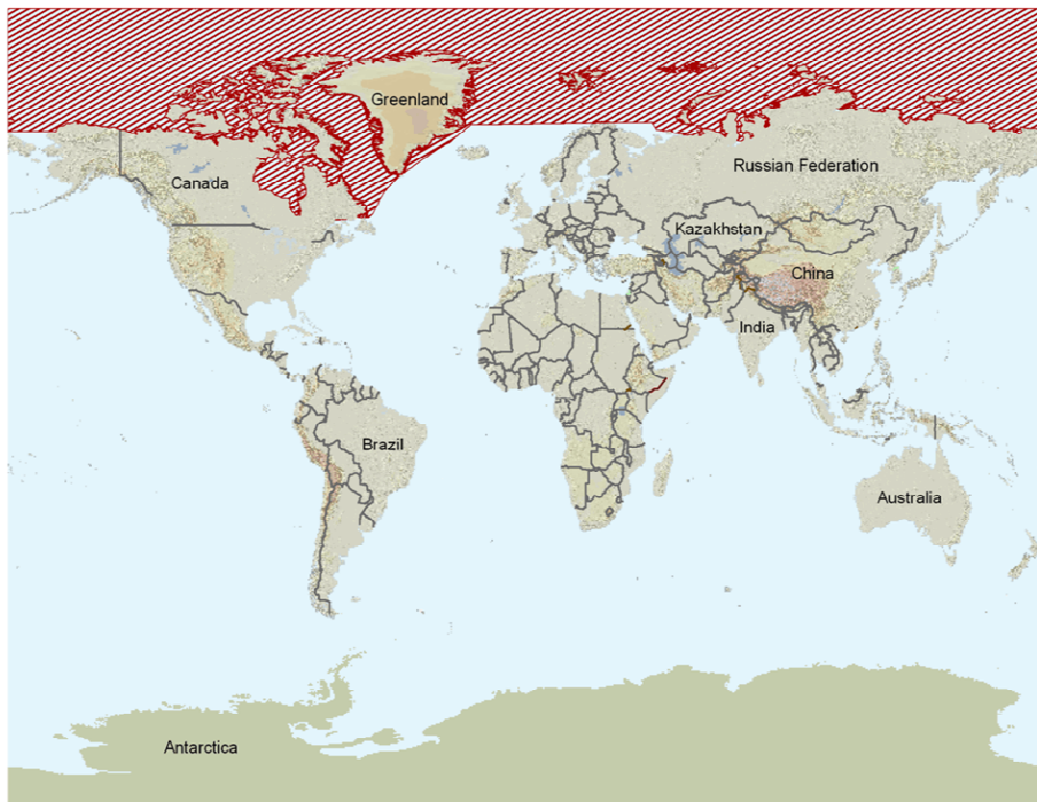 Greenland
Russian Federation
Canada
Kazakhstan
China
India
Brazil
Australia
Antarctica